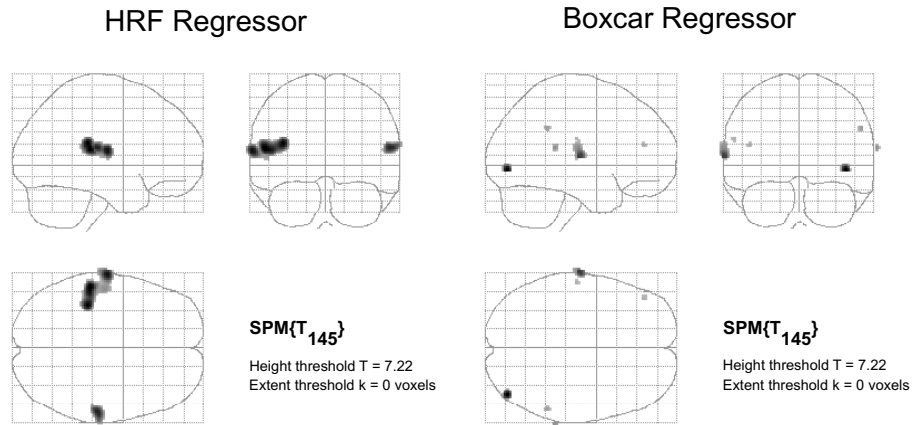 HRF Regressor
Boxcar Regressor
SPM{T145}
Height threshold T = 7.22
Extent threshold k = 0 voxels
SPM{T145}
Height threshold T = 7.22
Extent threshold k = 0 voxels